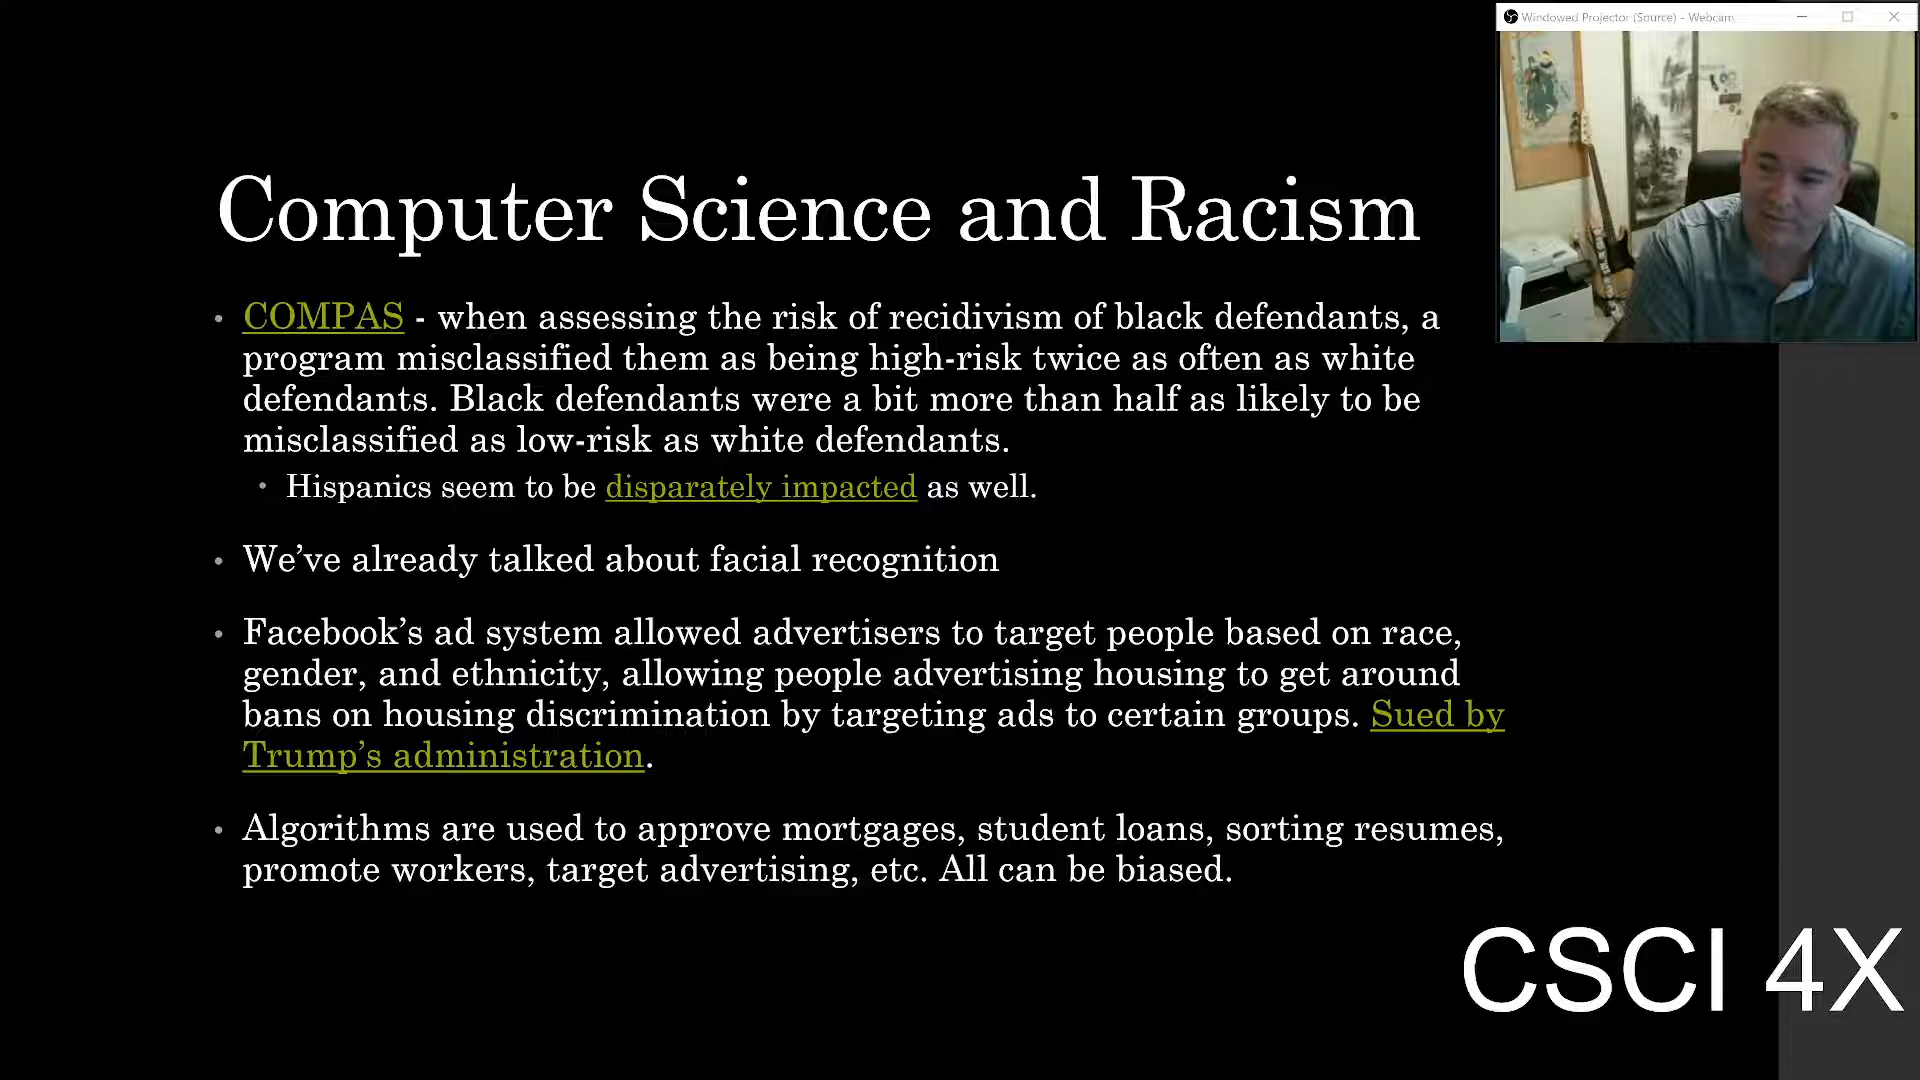 Windowed Projector (Source) - Webcam
Computer Science and Racism
• COMPAS - when assessing the risk of recidivism of black defendants, a
program misclassified them as being high-risk twice as often as white
defendants. Black defendants were a bit more than half as likely to be
misclassified as low-risk as white defendants.
• Hispanics seem to be disparately impacted as well.
• We’ve already talked about facial recognition
• Facebook’s ad system allowed advertisers to target people based on race,
gender, and ethnicity, allowing people advertising housing to get around
bans on housing discrimination by targeting ads to certain groups. Sued by
Trump’s administration.
• Algorithms are used to approve mortgages, student loans, sorting resumes,
promote workers, target advertising, etc. All can be biased.
CSCI 4X